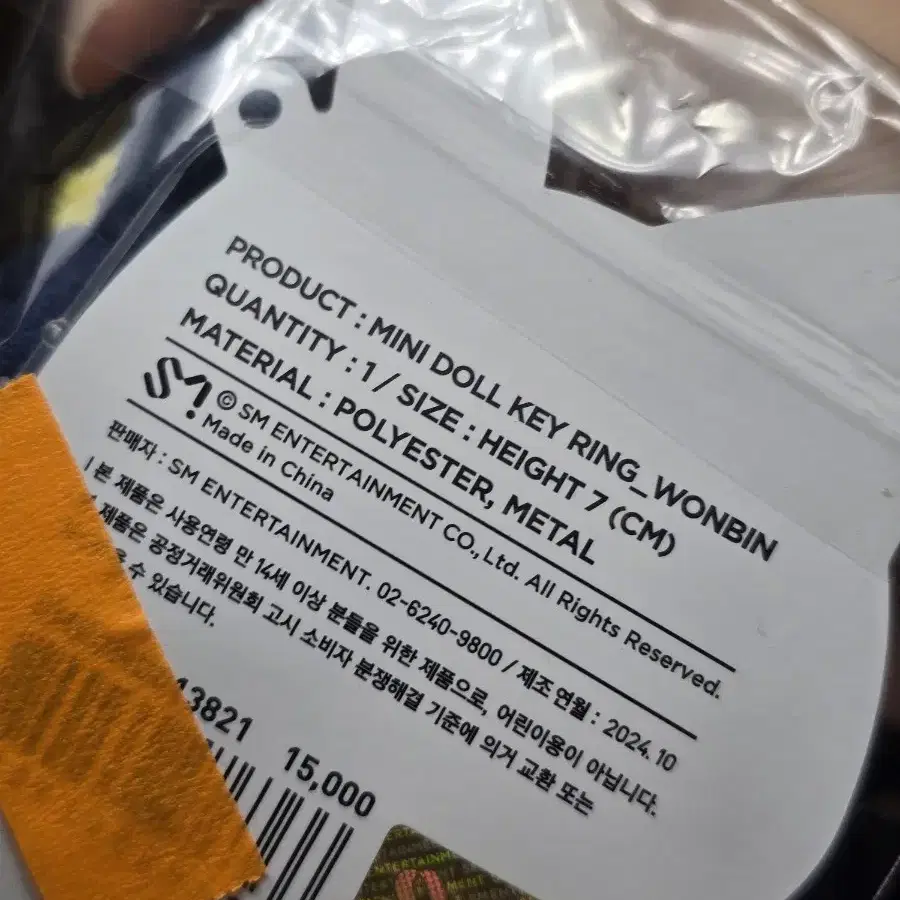 PRODUCT : MINI DOLL KEY RING_WONBIN
QUANTITY : 1 / SIZE : HEIGHT 7 (CM)
MATERIAL : POLYESTER, METAL
SM
© SM ENTERTAINMENT CO., Ltd. All Rights Reserved.
Made in China
판매자 : SM ENTERTAINMENT. 02-6240-9800 / 제조 연월 : 2024. 10
본 제품은 사용연령 만 14세 이상 분들을 위한 제품으로, 어린이용이 아닙니다.
제품은 공정거래위원회 고시 소비자 분쟁해결 기준에 의거 교환 또는
수 있습니다.
13821
15,000
ENTERTAINM
MENT